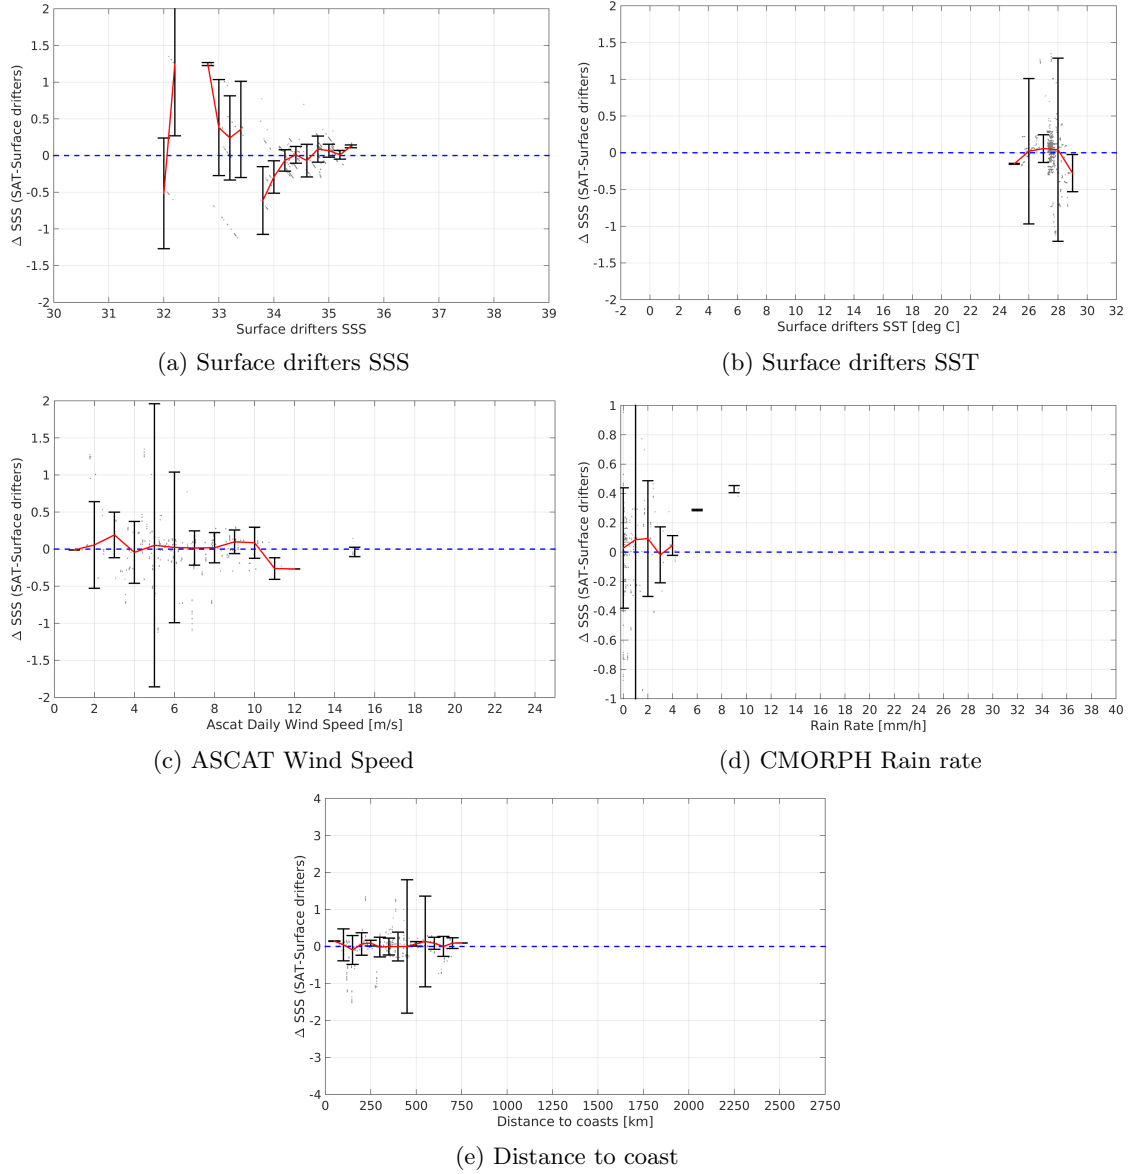 2
1.5
1
0.5
0
-0.5
-1
-1.5
-2
Δ SSS (SAT-Surface drifters)
30 31 32 33 34 35 36 37 38 39
Surface drifters SSS
(a) Surface drifters SSS
2
1.5
1
0.5
0
-0.5
-1
-1.5
-2
Δ SSS (SAT-Surface drifters)
-2 0 2 4 6 8 10 12 14 16 18 20 22 24 26 28 30 32
Surface drifters SST [deg C]
(b) Surface drifters SST
2
1.5
1
0.5
0
-0.5
-1
-1.5
-2
Δ SSS (SAT-Surface drifters)
0 2 4 6 8 10 12 14 16 18 20 22 24
Ascat Daily Wind Speed [m/s]
(c) ASCAT Wind Speed
1
0.8
0.6
0.4
0.2
0
-0.2
-0.4
-0.6
-0.8
-1
Δ SSS (SAT-Surface drifters)
0 2 4 6 8 10 12 14 16 18 20 22 24 26 28 30 32 34 36 38 40
Rain Rate [mm/h]
(d) CMORPH Rain rate
4
3
2
1
0
-1
-2
-3
-4
Δ SSS (SAT-Surface drifters)
0 250 500 750 1000 1250 1500 1750 2000 2250 2500 2750
Distance to coasts [km]
(e) Distance to coast